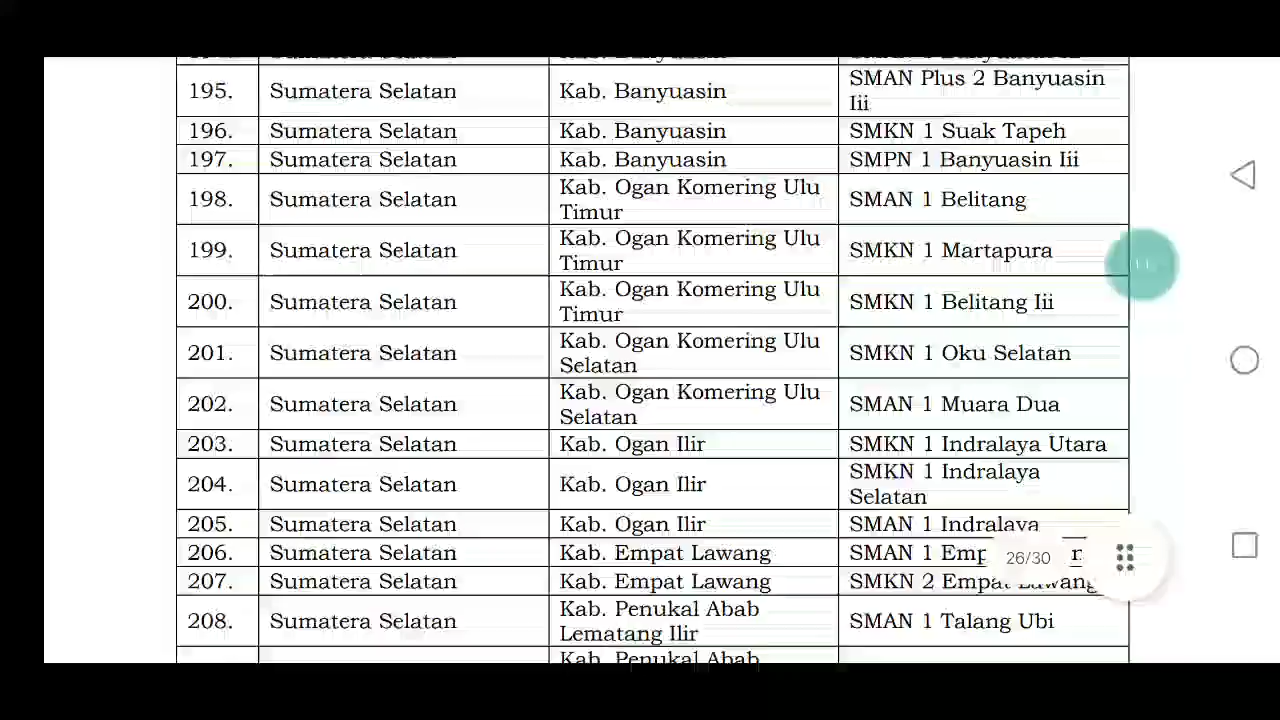 195. Sumatera Selatan Kab. Banyuasin SMAN Plus 2 Banyuasin
Iii
196. Sumatera Selatan Kab. Banyuasin SMKN 1 Suak Tapeh
197. Sumatera Selatan Kab. Banyuasin SMPN 1 Banyuasin Iii
198. Sumatera Selatan Kab. Ogan Komering Ulu
Timur SMAN 1 Belitang
199. Sumatera Selatan Kab. Ogan Komering Ulu
Timur SMKN 1 Martapura
200. Sumatera Selatan Kab. Ogan Komering Ulu
Timur SMKN 1 Belitang Iii
201. Sumatera Selatan Kab. Ogan Komering Ulu
Selatan SMKN 1 Oku Selatan
202. Sumatera Selatan Kab. Ogan Komering Ulu
Selatan SMAN 1 Muara Dua
203. Sumatera Selatan Kab. Ogan Ilir SMKN 1 Indralaya Utara
204. Sumatera Selatan Kab. Ogan Ilir SMKN 1 Indralaya
Selatan
205. Sumatera Selatan Kab. Ogan Ilir SMAN 1 Indralaya
206. Sumatera Selatan Kab. Empat Lawang SMAN 1
26/30
207. Sumatera Selatan Kab. Empat Lawang SMKN 2 Empat Lawang
208. Sumatera Selatan Kab. Penukal Abab
Lematang Ilir SMAN 1 Talang Ubi
Kab. Penukal Abab